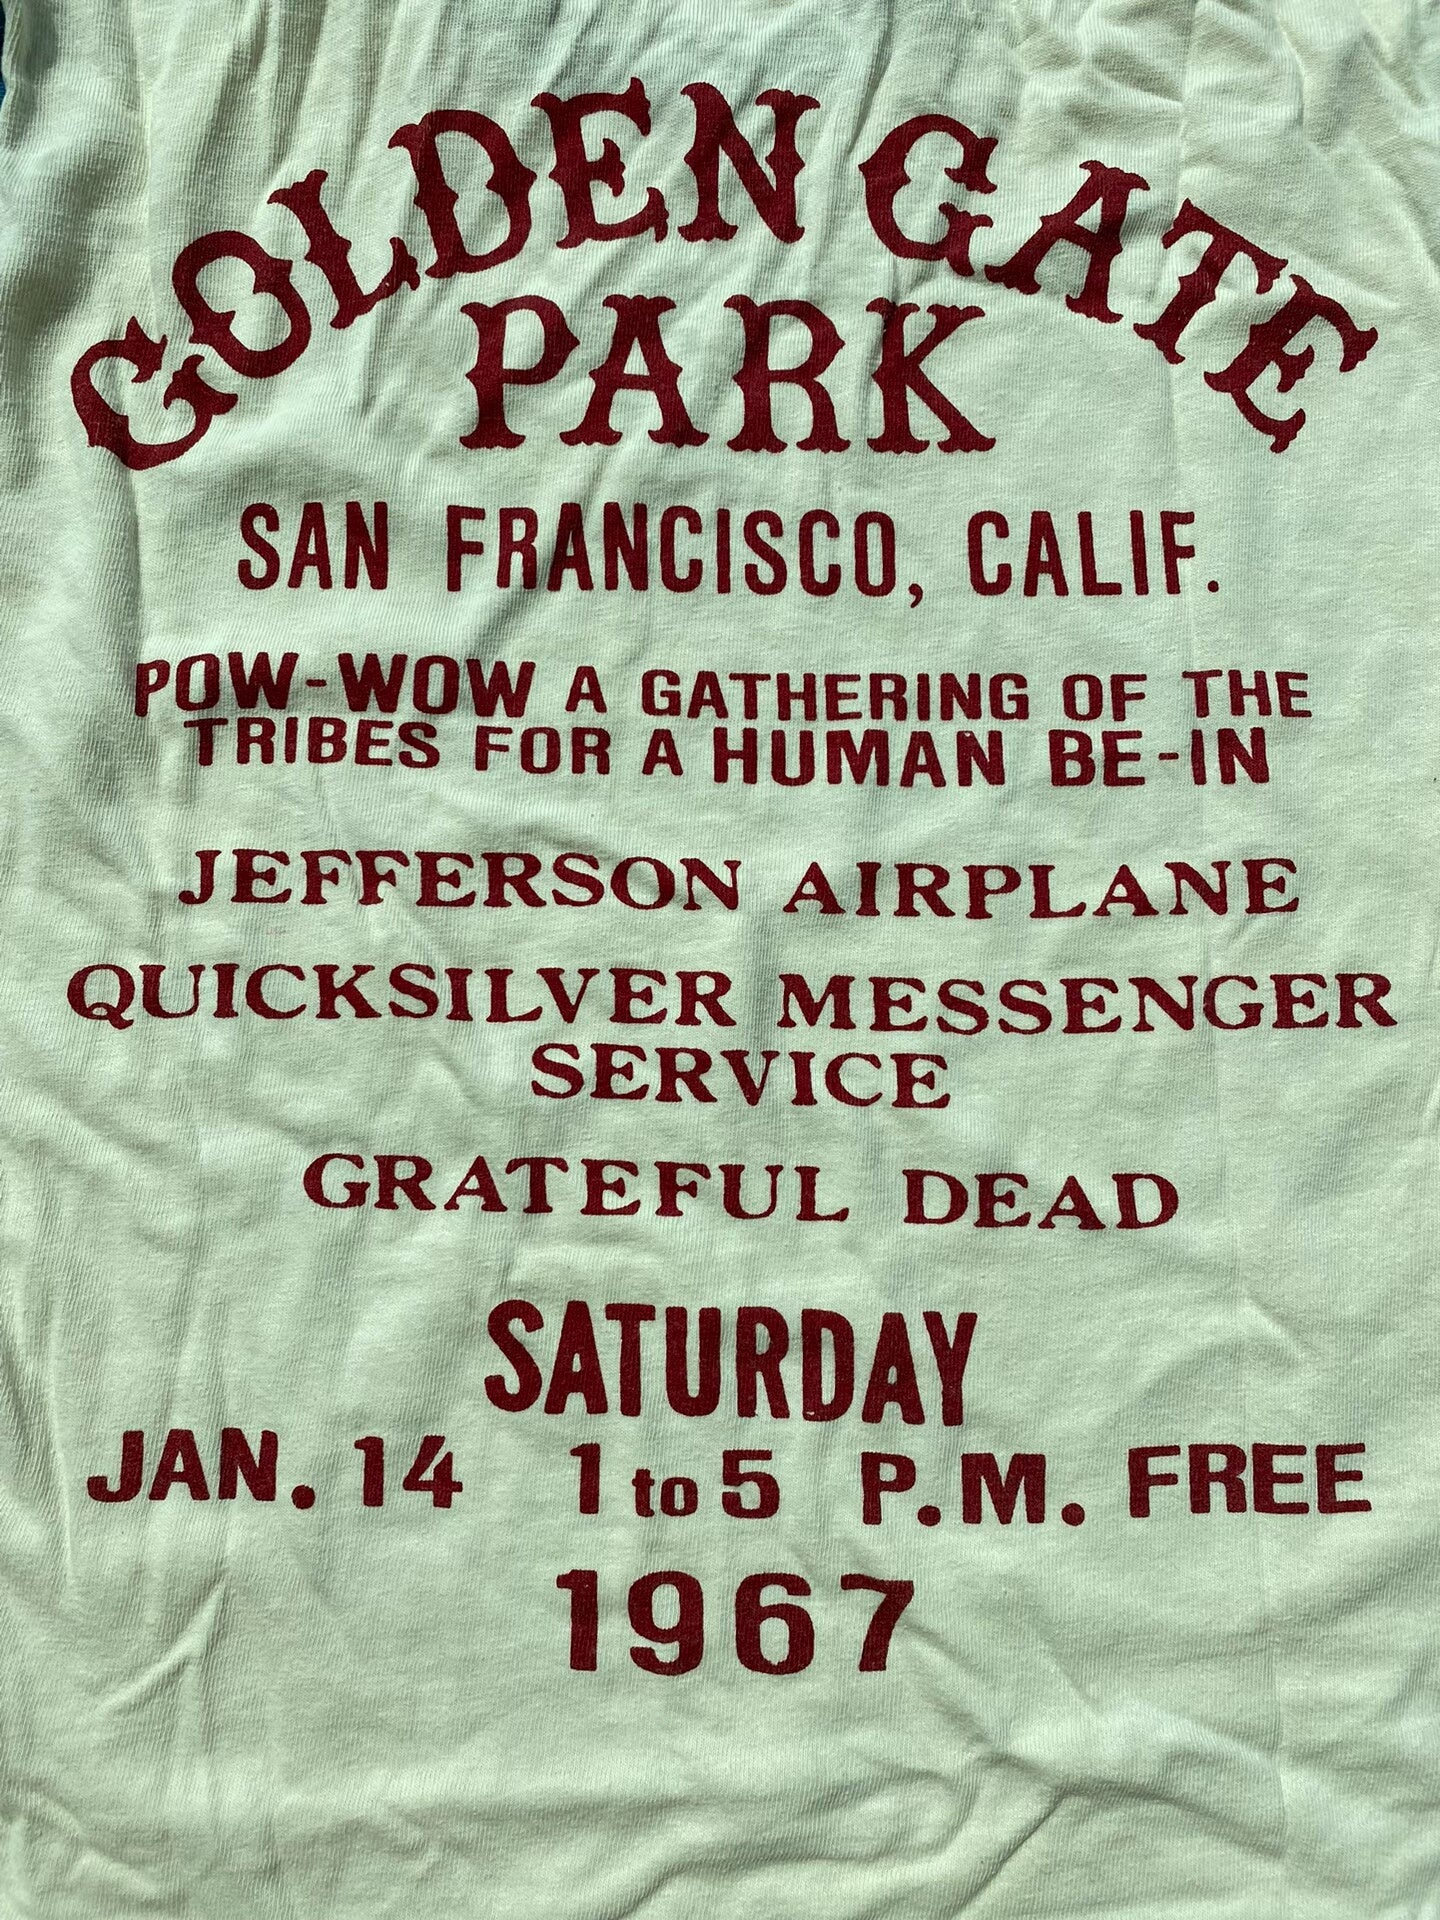 GOLDEN GATE
PARK
SAN FRANCISCO, CALIF.
POW-WOW A GATHERING OF THE
TRIBES FOR A HUMAN BE-IN
JEFFERSON AIRPLANE
QUICKSILVER MESSENGER
SERVICE
GRATEFUL DEAD
SATURDAY
JAN. 14 1 to 5 P.M. FREE
1967